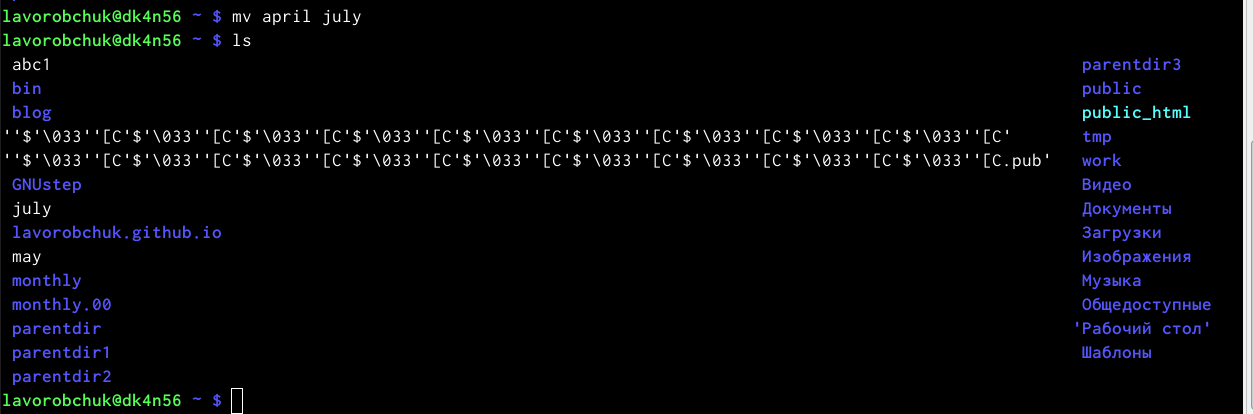 lavorobchuk@dk4n56 ~ $ mv april july
lavorobchuk@dk4n56 ~ $ ls
abc1 parentdir3
bin public
blog public_html
''$'\033''[C'$'\033''[C'$'\033''[C'$'\033''[C'$'\033''[C'$'\033''[C'$'\033''[C'$'\033''[C'$'\033''[C' tmp
''$'\033''[C'$'\033''[C'$'\033''[C'$'\033''[C'$'\033''[C'$'\033''[C'$'\033''[C'$'\033''[C'$'\033''[C.pub' work
GNUstep Видео
july Документы
lavorobchuk.github.io Загрузки
may Изображения
monthly Музыка
monthly.00 Общедоступные
parentdir 'Рабочий стол'
parentdir1 Шаблоны
parentdir2
lavorobchuk@dk4n56 ~ $